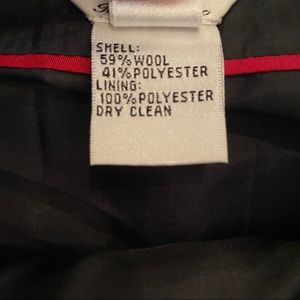 SHELL:
59% WOOL
41% POLYESTER
LINING:
100% POLYESTER
DRY CLEAN